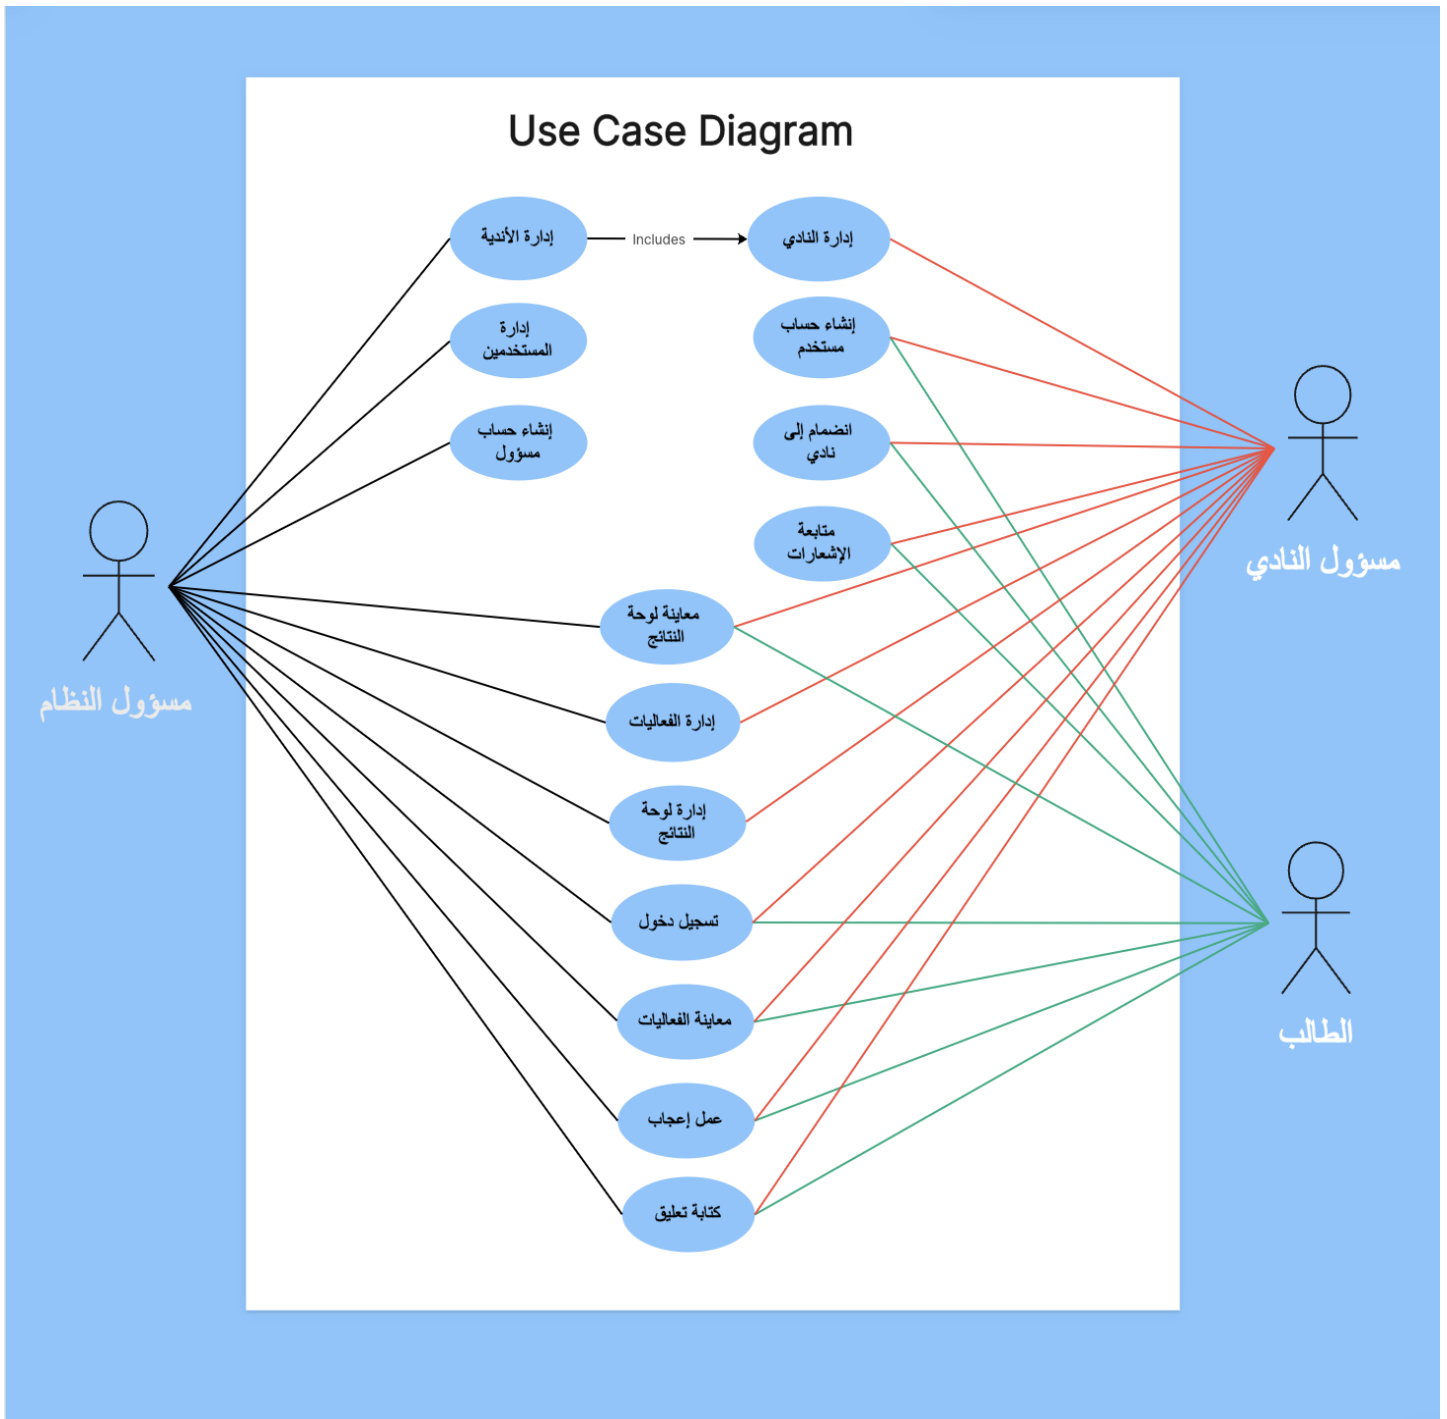 Use Case Diagram
إدارة الأندية
Includes
إدارة النادي
إدارة
المستخدمين
إنشاء حساب
مستخدم
إنشاء حساب
مسؤول
انضمام إلى
نادي
متابعة
الإشعارات
معاينة لوحة
النتائج
إدارة الفعاليات
إدارة لوحة
النتائج
تسجيل دخول
معاينة الفعاليات
عمل إعجاب
كتابة تعليق
مسؤول النظام
مسؤول النادي
الطالب